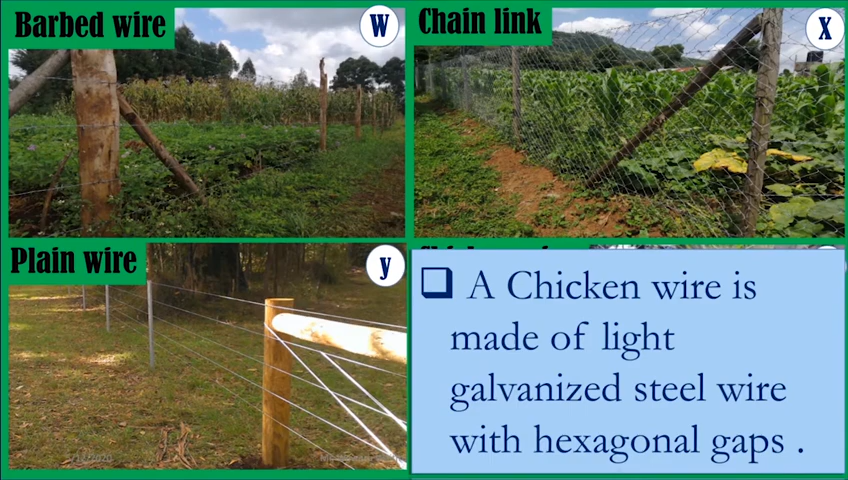 Barbed wire
W
Chain link
X
Plain wire
y
❑ A Chicken wire is
made of light
galvanized steel wire
with hexagonal gaps .